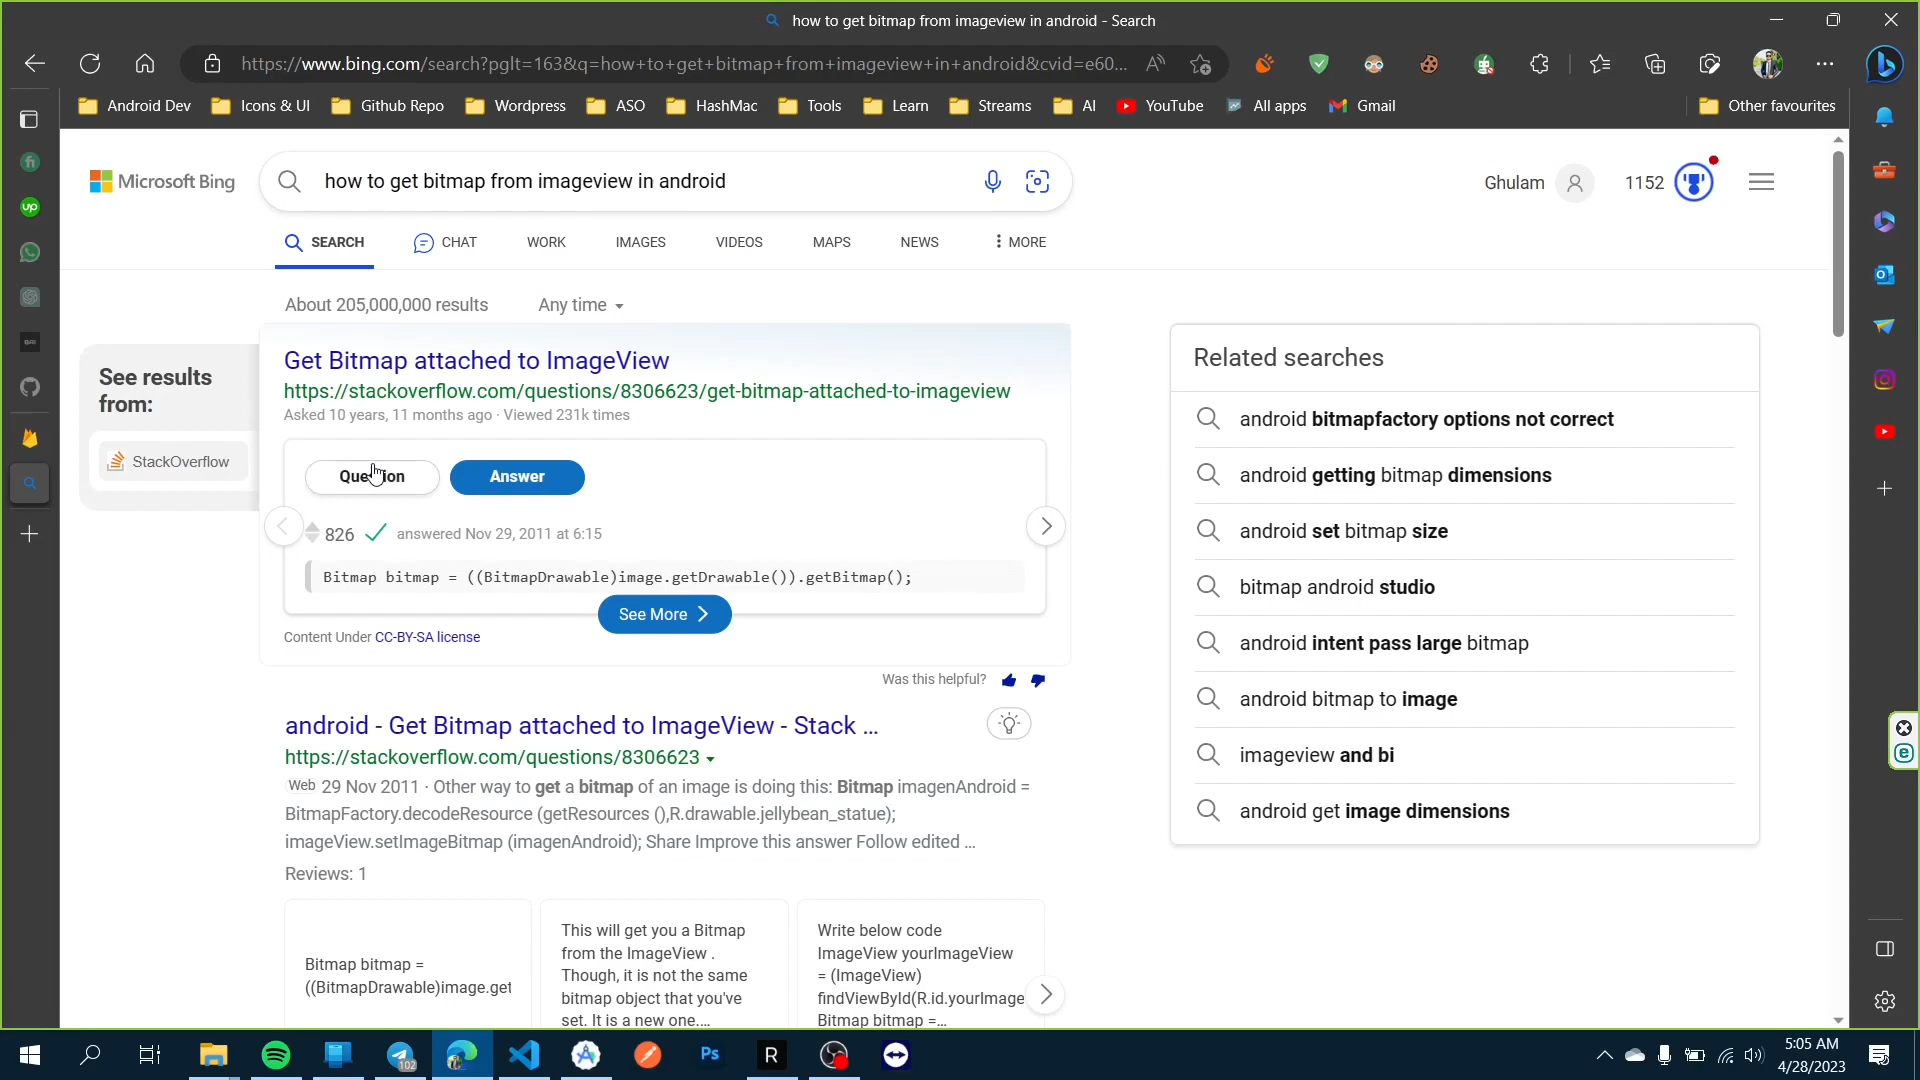 how to get bitmap from imageview in android - Search
https://www.bing.com/search?pglt=163&q=how+to+get+bitmap+from+imageview+in+android&cvid=e60...
Android Dev
Icons & UI
Github Repo
Wordpress
ASO
HashMac
Tools
Learn
Streams
AI
YouTube
All apps
Gmail
Other favourites
Microsoft Bing
how to get bitmap from imageview in android
Ghulam
1152
SEARCH
CHAT
WORK
IMAGES
VIDEOS
MAPS
NEWS
MORE
About 205,000,000 results
Any time
See results
from:
StackOverflow
Get Bitmap attached to ImageView
https://stackoverflow.com/questions/8306623/get-bitmap-attached-to-imageview
Asked 10 years, 11 months ago · Viewed 231k times
Question
Answer
826
answered Nov 29, 2011 at 6:15
Bitmap bitmap = ((BitmapDrawable)image.getDrawable()).getBitmap();
See More
Content Under CC-BY-SA license
Was this helpful?
android - Get Bitmap attached to ImageView - Stack ...
https://stackoverflow.com/questions/8306623
Web 29 Nov 2011 · Other way to get a bitmap of an image is doing this: Bitmap imagenAndroid =
BitmapFactory.decodeResource (getResources (),R.drawable.jellybean_statue);
imageView.setImageBitmap (imagenAndroid); Share Improve this answer Follow edited ...
Reviews: 1
Bitmap bitmap =
((BitmapDrawable)image.get
This will get you a Bitmap
from the ImageView .
Though, it is not the same
bitmap object that you've
set. It is a new one....
Write below code
ImageView yourImageView
= (ImageView)
findViewById(R.id.yourImage
Bitmap bitmap =...
Related searches
android bitmapfactory options not correct
android getting bitmap dimensions
android set bitmap size
bitmap android studio
android intent pass large bitmap
android bitmap to image
imageview and bi
android get image dimensions
up
102
Ps
R
5:05 AM
4/28/2023